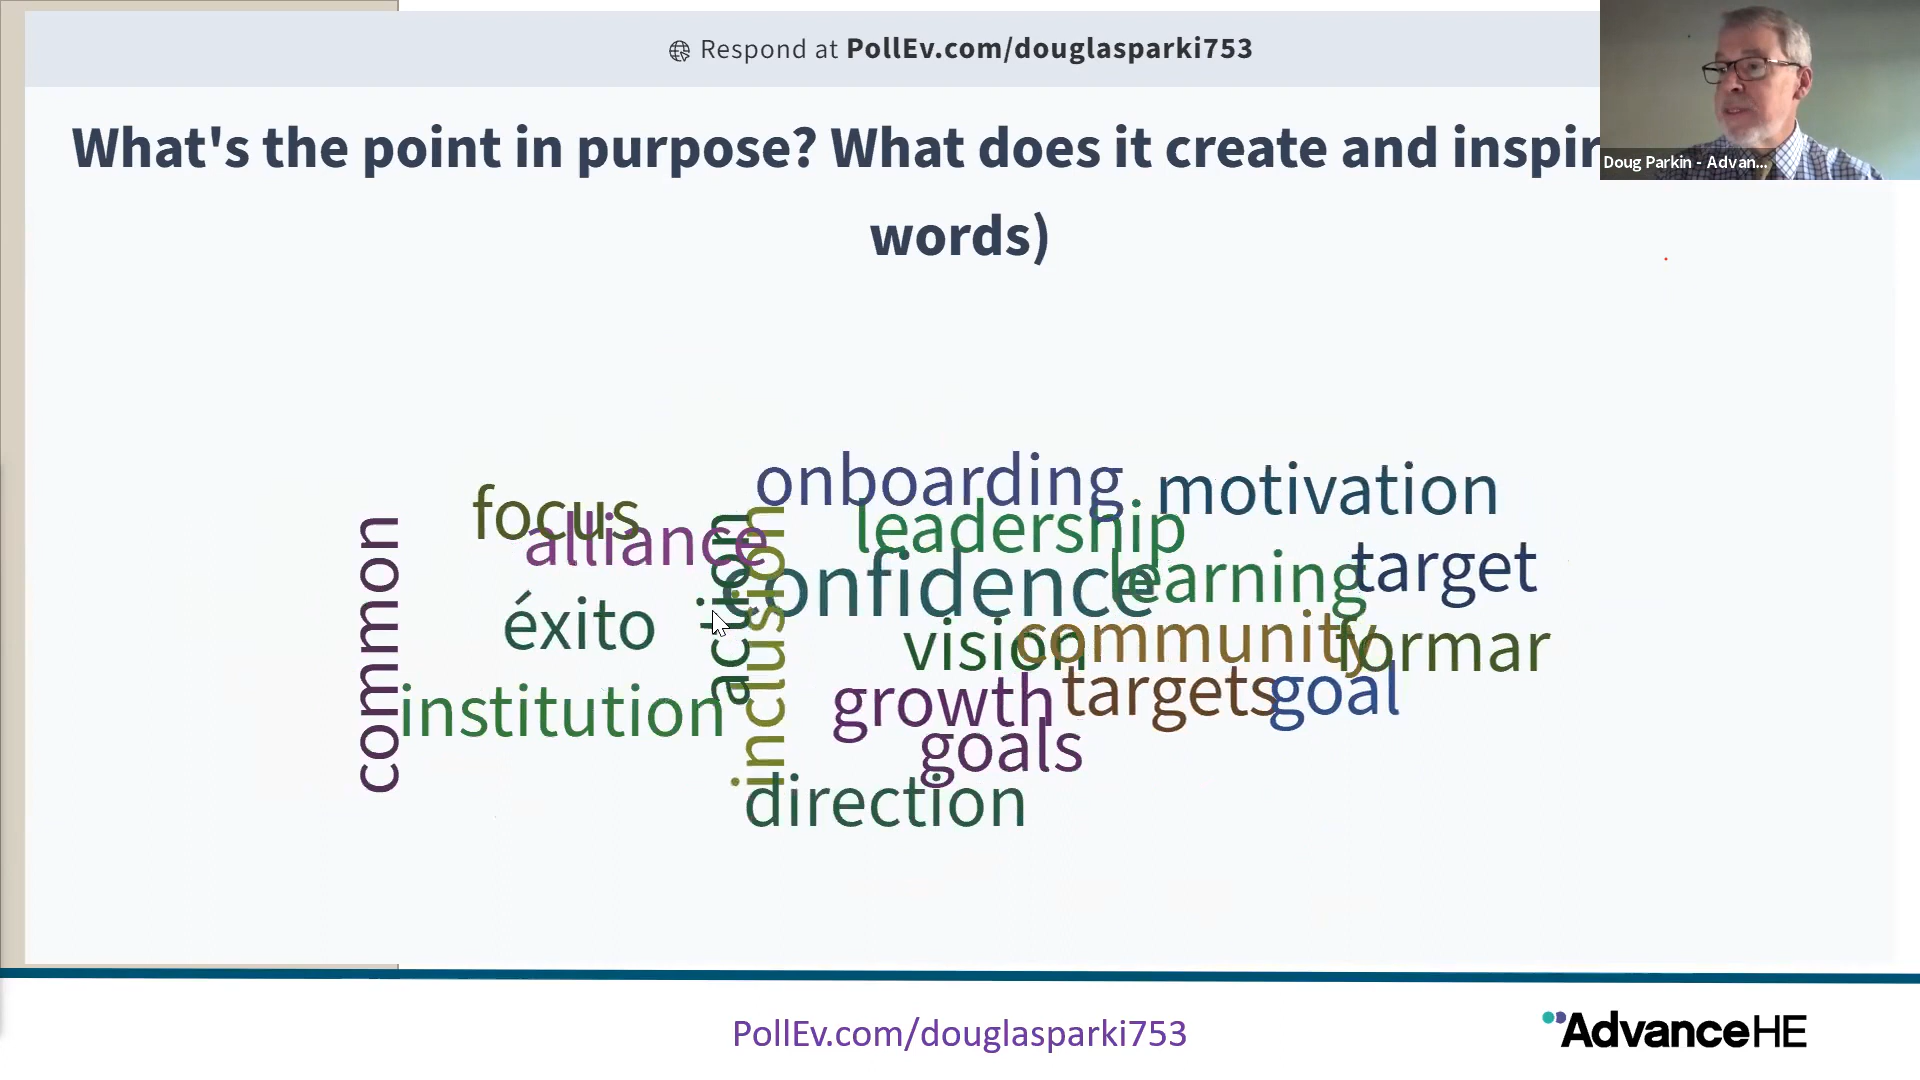 Respond at PollEv.com/douglasparki753
What's the point in purpose? What does it create and inspir
words)
Doug Parkin - Advan...
onboarding
motivation
focus
alliance
leadership
common
action
inclusion
confidence
learning
target
éxito
vision
community
formar
institution
growth
targets
goal
goals
direction
PollEv.com/douglasparki753
AdvanceHE